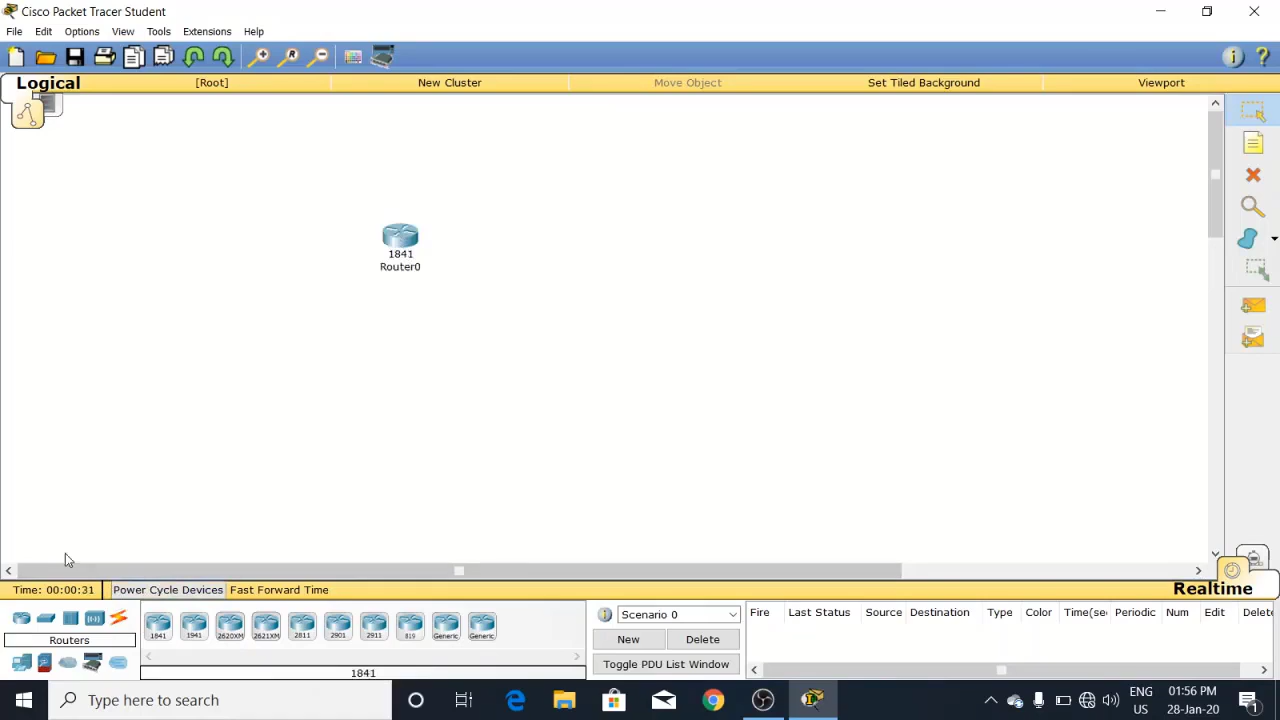 Cisco Packet Tracer Student
File Edit Options View Tools Extensions Help
Logical [Root] New Cluster Move Object Set Tiled Background Viewport
1841
Router0
Time: 00:00:31 Power Cycle Devices Fast Forward Time Realtime
Routers
1841 1941 2620XM 2621XM 2811 2901 2911 819 Generic Generic
1841
Scenario 0
New Delete
Toggle PDU List Window
Fire Last Status Source Destination Type Color Time(se Periodic Num Edit Delete
Type here to search
ENG
US
01:56 PM
28-Jan-20
1